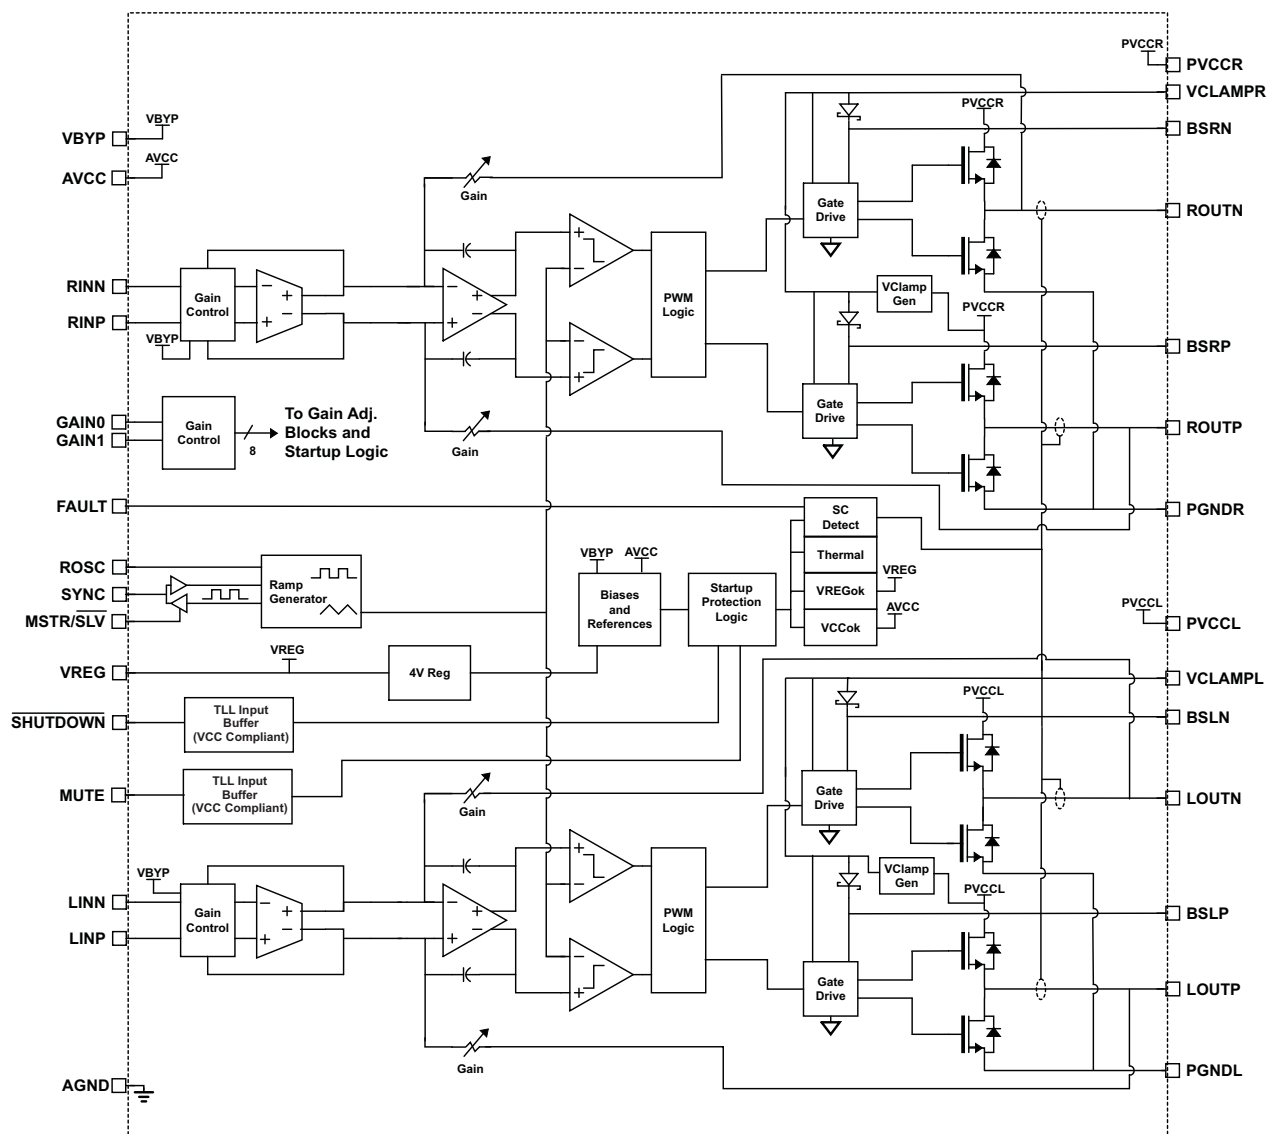 PVCCR
PVCCR
VCLAMPR
PVCCR
VBYP
VBYP
BSRN
AVCC
AVCC
Gain
Gate
Drive
ROUTN
RINN
Gain
Control
PWM
Logic
VClamp
Gen
PVCCR
RINP
VBYP
BSRP
GAIN0
GAIN1
Gain
Control
8
To Gain Adj.
Blocks and
Startup Logic
Gain
Gate
Drive
ROUTP
FAULT
SC
Detect
PGNDR
ROSC
SYNC
MSTR/SLV
Ramp
Generator
VBYP
AVCC
Biases
and
References
Startup
Protection
Logic
Thermal
VREGok
VREG
VCCok
AVCC
PVCCL
PVCCL
VREG
VREG
4V Reg
VCLAMPL
PVCCL
SHUTDOWN
TLL Input
Buffer
(VCC Compliant)
BSLN
MUTE
TLL Input
Buffer
(VCC Compliant)
Gain
Gate
Drive
LOUTN
VBYP
LINN
LINP
Gain
Control
PWM
Logic
VClamp
Gen
PVCCL
BSLP
Gate
Drive
LOUTP
Gain
AGND
PGNDL